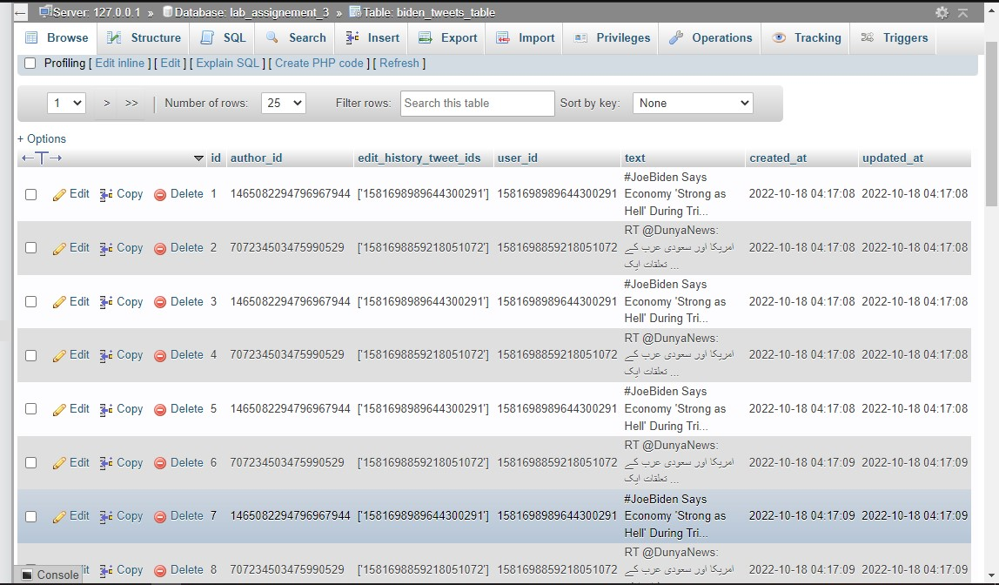 Server: 127.0.0.1 » Database: lab_assignement_3 » Table: biden_tweets_table
Browse Structure SQL Search Insert Export Import Privileges Operations Tracking Triggers
Profiling [ Edit inline ] [ Edit ] [ Explain SQL ] [ Create PHP code ] [ Refresh ]
1 > >> | Number of rows: 25 Filter rows: Search this table Sort by key: None
+ Options
←T→ id author_id edit_history_tweet_ids user_id text created_at updated_at
#JoeBiden Says
Edit Copy Delete 1 1465082294796967944 ['1581698989644300291'] 1581698989644300291 Economy 'Strong as 2022-10-18 04:17:08 2022-10-18 04:17:08
Hell' During Tri...
RT @DunyaNews:
Edit Copy Delete 2 707234503475990529 ['1581698859218051072'] 1581698859218051072 امریکا اور سعودی عرب کے 2022-10-18 04:17:08 2022-10-18 04:17:08
تعلقات ایک ...
#JoeBiden Says
Edit Copy Delete 3 1465082294796967944 ['1581698989644300291'] 1581698989644300291 Economy 'Strong as 2022-10-18 04:17:08 2022-10-18 04:17:08
Hell' During Tri...
RT @DunyaNews:
Edit Copy Delete 4 707234503475990529 ['1581698859218051072'] 1581698859218051072 امریکا اور سعودی عرب کے 2022-10-18 04:17:08 2022-10-18 04:17:08
تعلقات ایک ...
#JoeBiden Says
Edit Copy Delete 5 1465082294796967944 ['1581698989644300291'] 1581698989644300291 Economy 'Strong as 2022-10-18 04:17:08 2022-10-18 04:17:08
Hell' During Tri...
RT @DunyaNews:
Edit Copy Delete 6 707234503475990529 ['1581698859218051072'] 1581698859218051072 امریکا اور سعودی عرب کے 2022-10-18 04:17:09 2022-10-18 04:17:09
تعلقات ایک ...
#JoeBiden Says
Edit Copy Delete 7 1465082294796967944 ['1581698989644300291'] 1581698989644300291 Economy 'Strong as 2022-10-18 04:17:09 2022-10-18 04:17:09
Hell' During Tri...
RT @DunyaNews:
Copy Delete 8 707234503475990529 ['1581698859218051072'] 1581698859218051072 امریکا اور سعودی عرب کے 2022-10-18 04:17:09 2022-10-18 04:17:09
Console